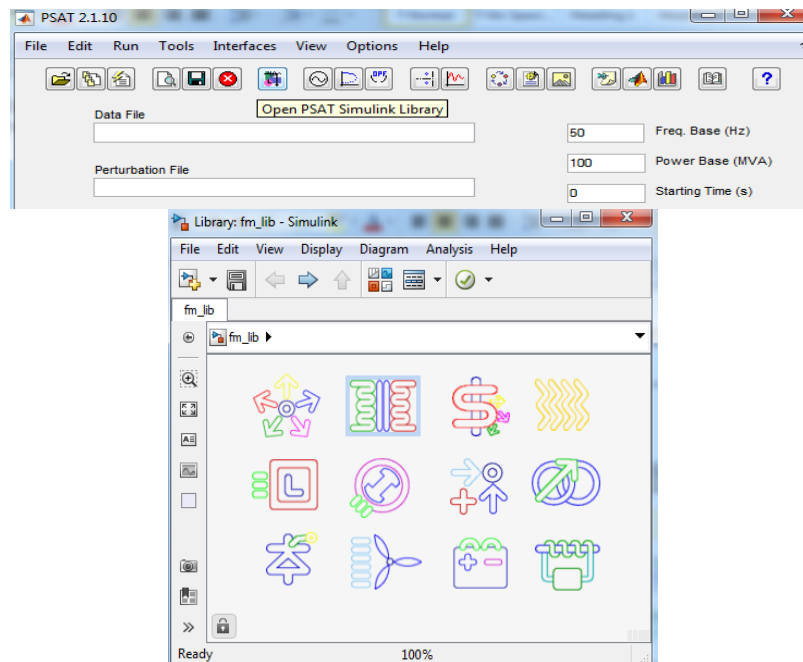 PSAT 2.1.10
File Edit Run Tools Interfaces View Options Help
OPF
Open PSAT Simulink Library
Data File
50 Freq. Base (Hz)
100 Power Base (MVA)
Perturbation File
0 Starting Time (s)
Library: fm_lib - Simulink
File Edit View Display Diagram Analysis Help
fm_lib
fm_lib
Ready 100%